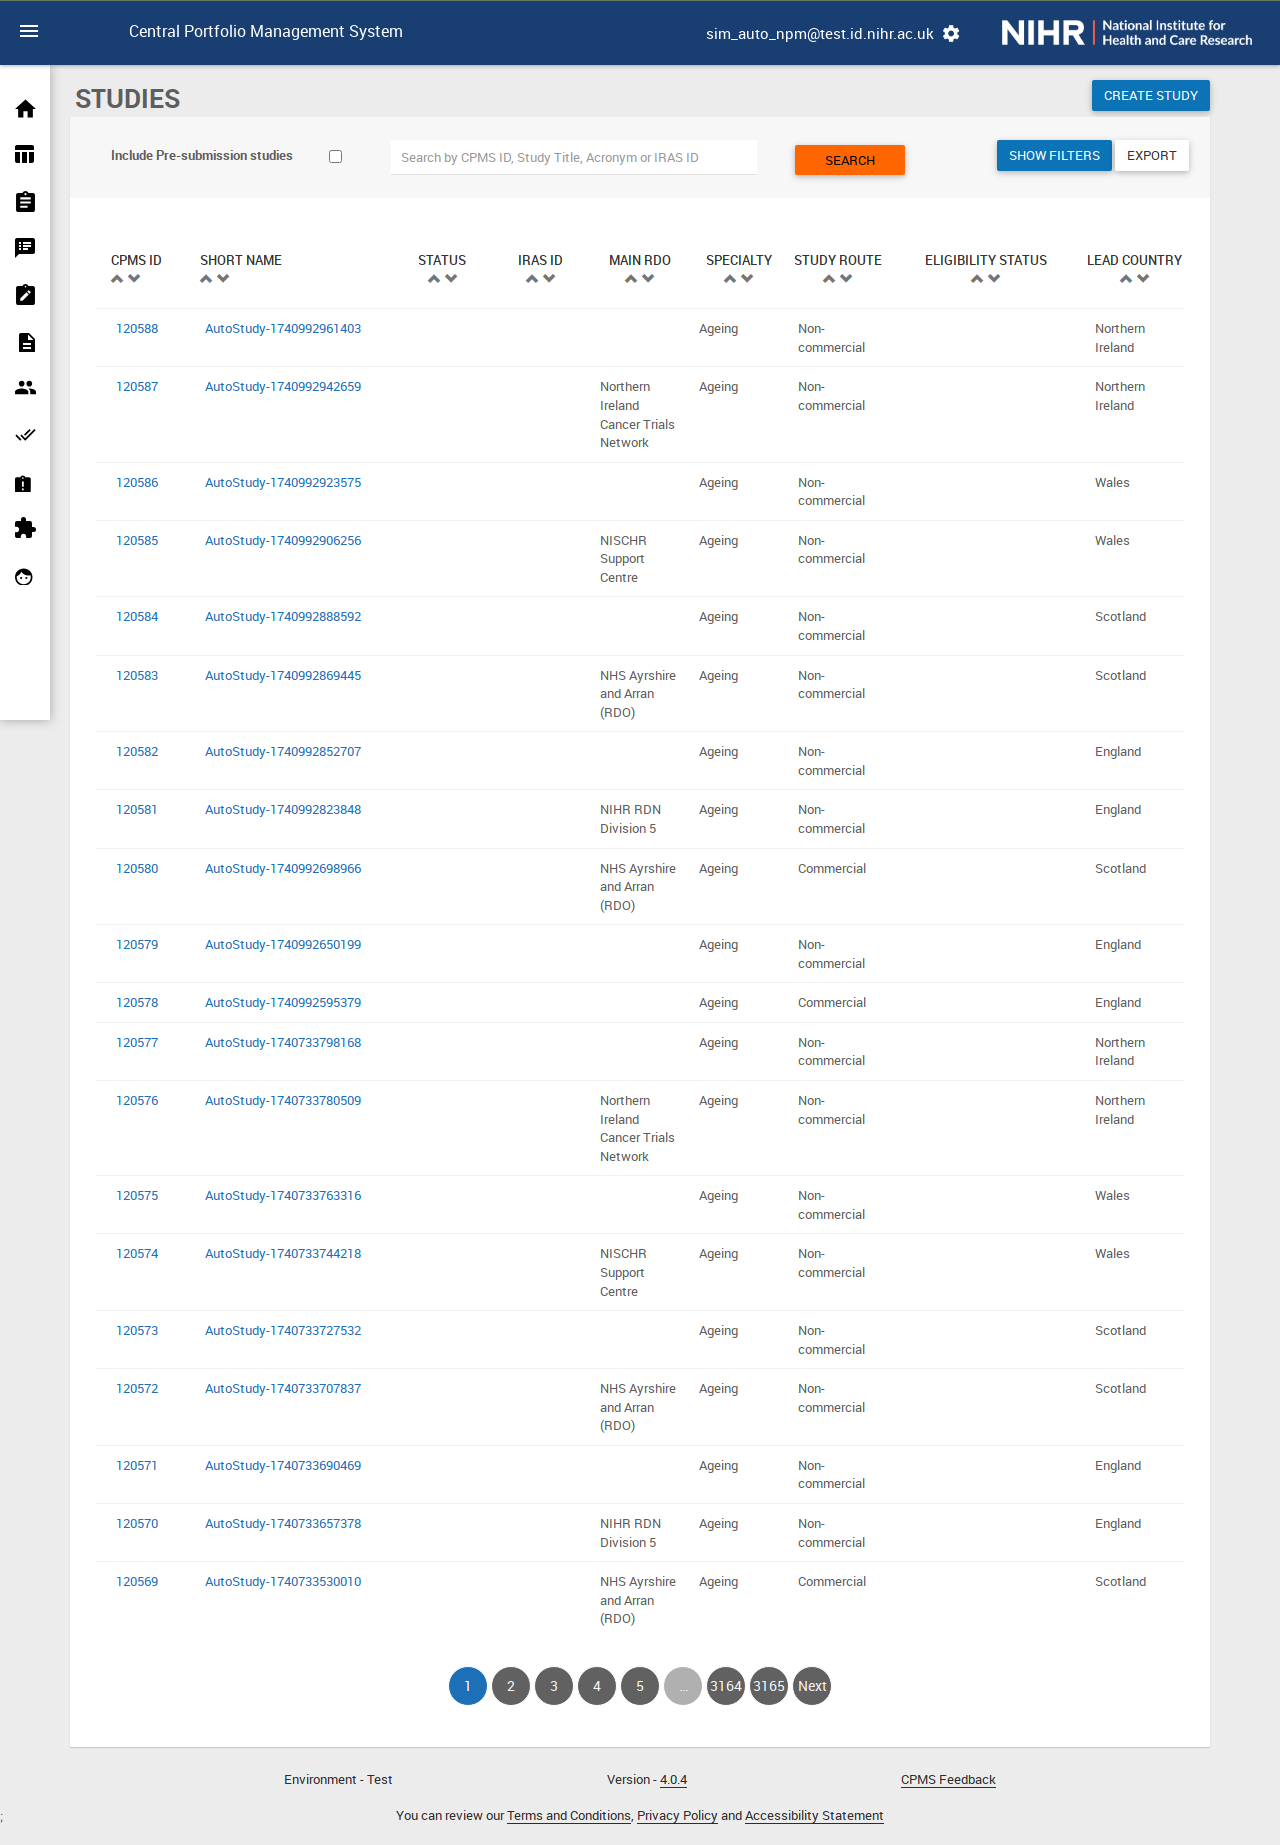 Central Portfolio Management System
sim_auto_npm@test.id.nihr.ac.uk
NIHR
National Institute for
Health and Care Research
STUDIES
CREATE STUDY
Include Pre-submission studies
Search by CPMS ID, Study Title, Acronym or IRAS ID
SEARCH
SHOW FILTERS
EXPORT
CPMS ID SHORT NAME STATUS IRAS ID MAIN RDO SPECIALTY STUDY ROUTE ELIGIBILITY STATUS LEAD COUNTRY
120588 AutoStudy-1740992961403 Ageing Non- Northern
commercial Ireland
120587 AutoStudy-1740992942659 Northern Ageing Non- Northern
Ireland commercial Ireland
Cancer Trials
Network
120586 AutoStudy-1740992923575 Ageing Non- Wales
commercial
120585 AutoStudy-1740992906256 NISCHR Ageing Non- Wales
Support commercial
Centre
120584 AutoStudy-1740992888592 Ageing Non- Scotland
commercial
120583 AutoStudy-1740992869445 NHS Ayrshire Ageing Non- Scotland
and Arran commercial
(RDO)
120582 AutoStudy-1740992852707 Ageing Non- England
commercial
120581 AutoStudy-1740992823848 NIHR RDN Ageing Non- England
Division 5 commercial
120580 AutoStudy-1740992698966 NHS Ayrshire Ageing Commercial Scotland
and Arran
(RDO)
120579 AutoStudy-1740992650199 Ageing Non- England
commercial
120578 AutoStudy-1740992595379 Ageing Commercial England
120577 AutoStudy-1740733798168 Ageing Non- Northern
commercial Ireland
120576 AutoStudy-1740733780509 Northern Ageing Non- Northern
Ireland commercial Ireland
Cancer Trials
Network
120575 AutoStudy-1740733763316 Ageing Non- Wales
commercial
120574 AutoStudy-1740733744218 NISCHR Ageing Non- Wales
Support commercial
Centre
120573 AutoStudy-1740733727532 Ageing Non- Scotland
commercial
120572 AutoStudy-1740733707837 NHS Ayrshire Ageing Non- Scotland
and Arran commercial
(RDO)
120571 AutoStudy-1740733690469 Ageing Non- England
commercial
120570 AutoStudy-1740733657378 NIHR RDN Ageing Non- England
Division 5 commercial
120569 AutoStudy-1740733530010 NHS Ayrshire Ageing Commercial Scotland
and Arran
(RDO)
1 2 3 4 5 ... 3164 3165 Next
Environment - Test Version - 4.0.4 CPMS Feedback
You can review our Terms and Conditions, Privacy Policy and Accessibility Statement
;